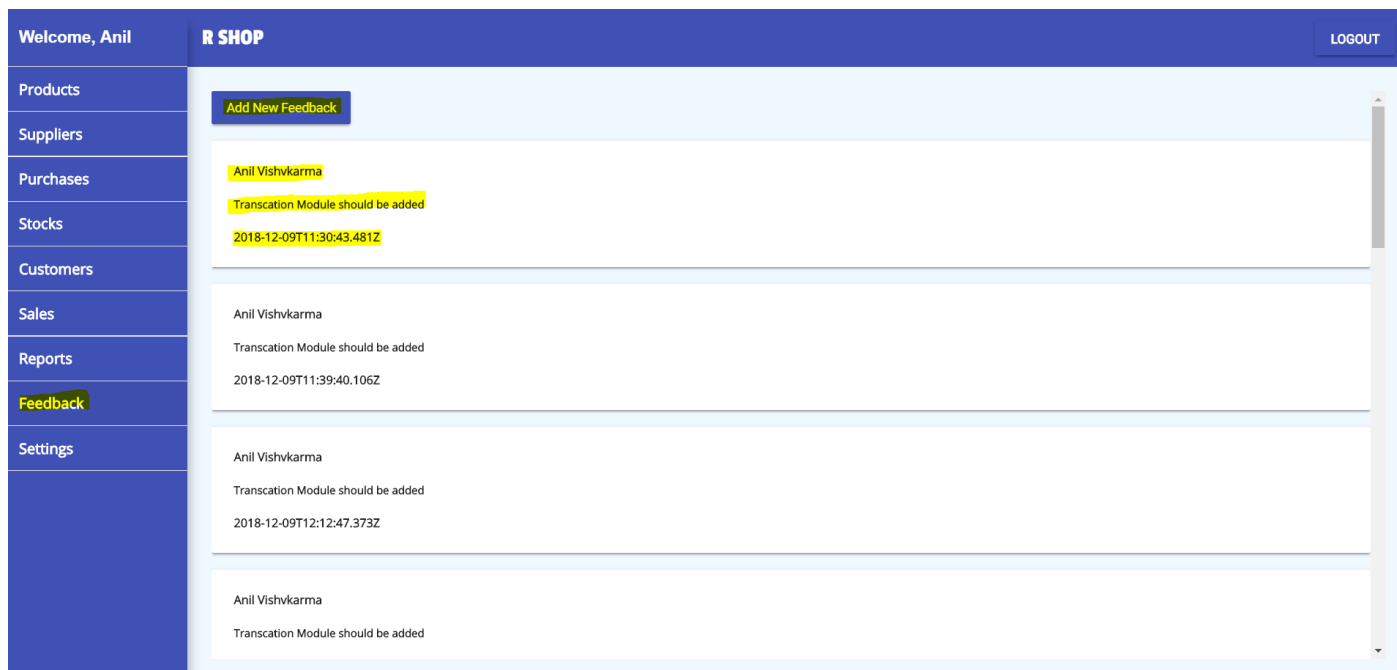 Welcome, Anil
R SHOP
LOGOUT
Products
Suppliers
Purchases
Stocks
Customers
Sales
Reports
Feedback
Settings
Add New Feedback
Anil Vishvkarma
Transcation Module should be added
2018-12-09T11:30:43.481Z
Anil Vishvkarma
Transcation Module should be added
2018-12-09T11:39:40.106Z
Anil Vishvkarma
Transcation Module should be added
2018-12-09T12:12:47.373Z
Anil Vishvkarma
Transcation Module should be added